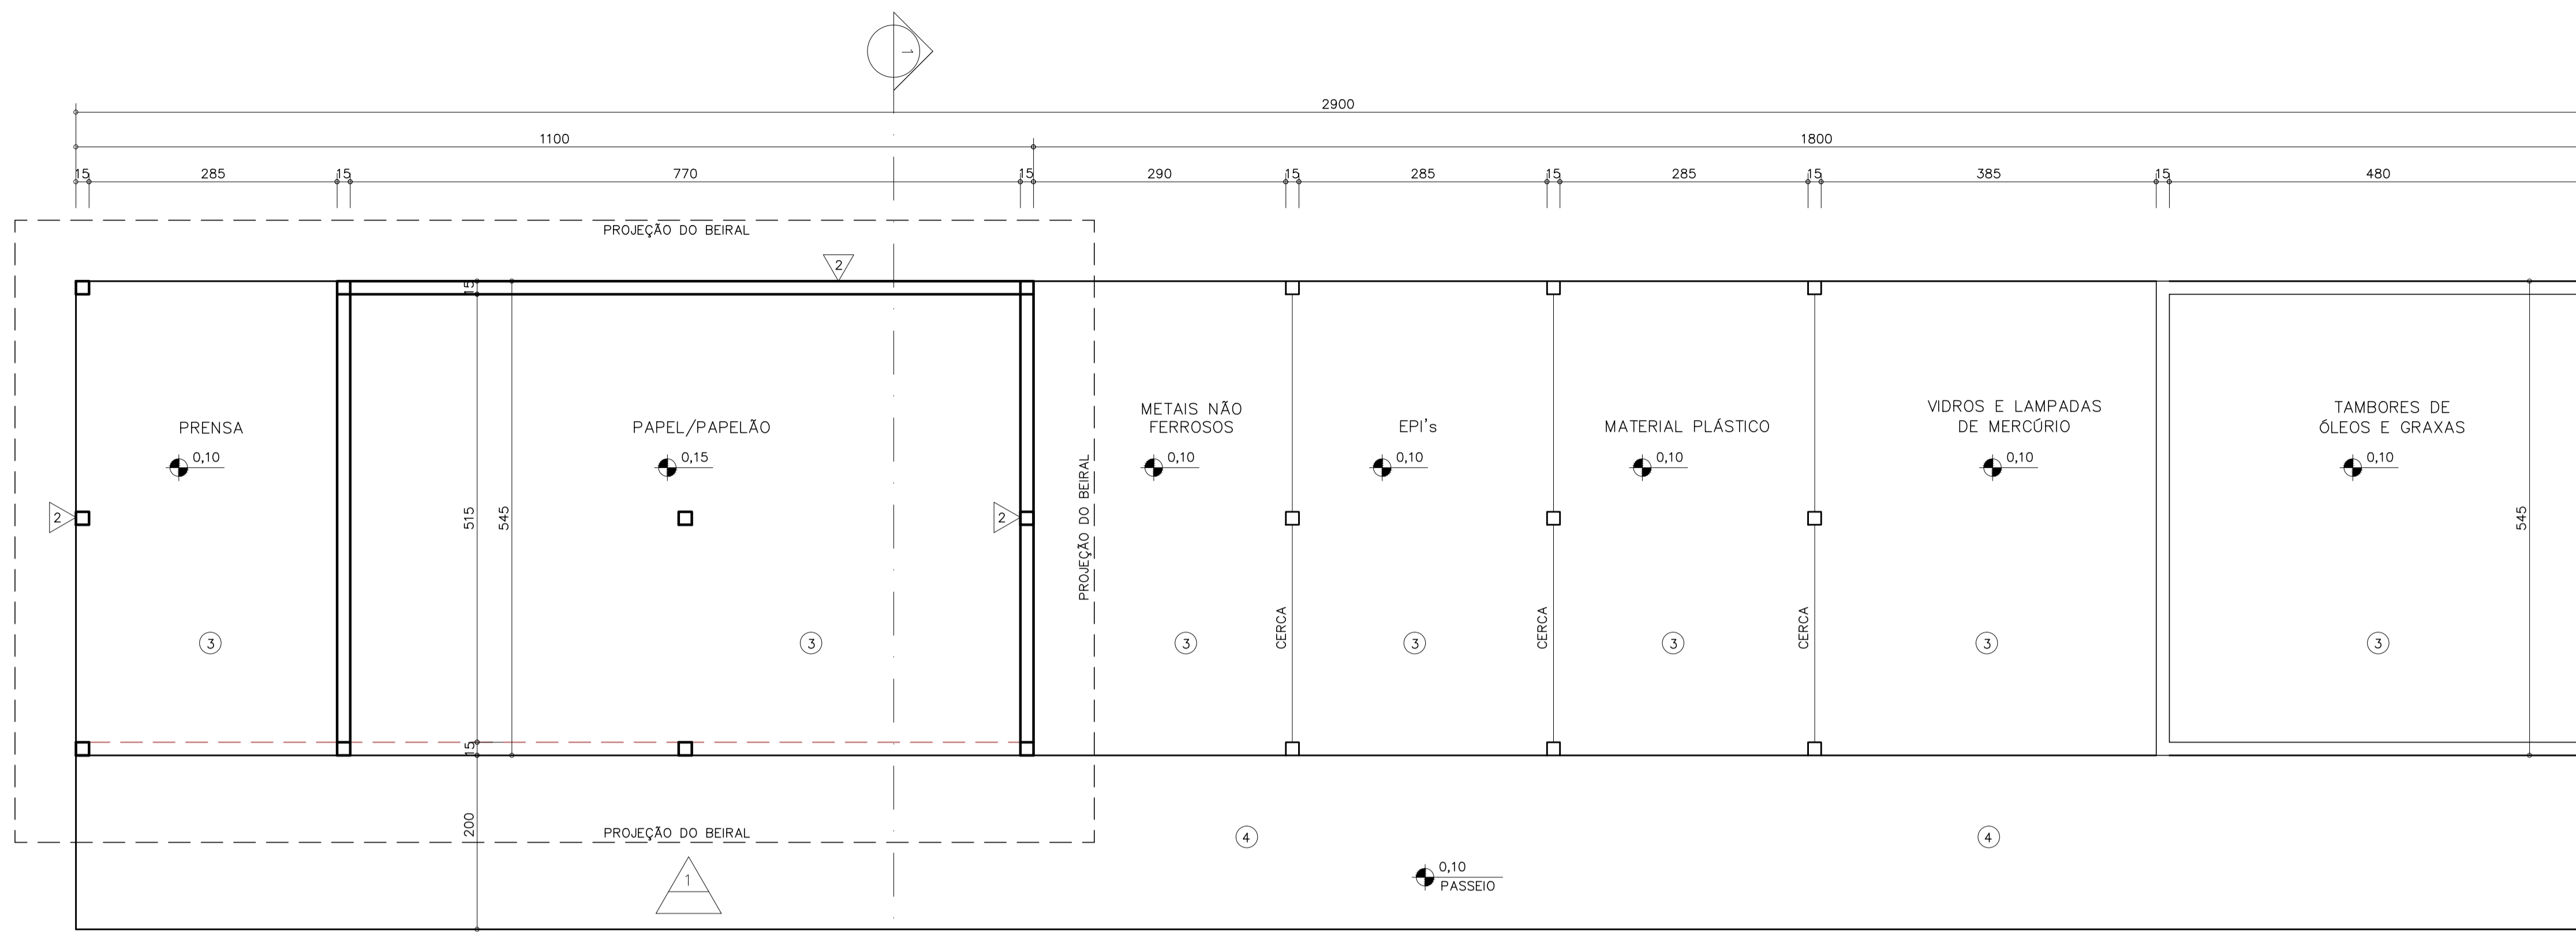 1
2900
1100
1800
15
285
15
770
15
290
15
285
15
285
15
385
15
480
PROJEÇÃO DO BEIRAL
2
15
METAIS NÃO
FERROSOS
VIDROS E LAMPADAS
DE MERCÚRIO
TAMBORES DE
ÓLEOS E GRAXAS
PRENSA
PAPEL/PAPELÃO
EPI's
MATERIAL PLÁSTICO
0,10
0,15
0,10
0,10
0,10
0,10
0,10
2
515
545
2
PROJEÇÃO DO BEIRAL
545
CERCA
CERCA
CERCA
3
3
3
3
3
3
3
15
200
PROJEÇÃO DO BEIRAL
4
4
1
0,10
PASSEIO